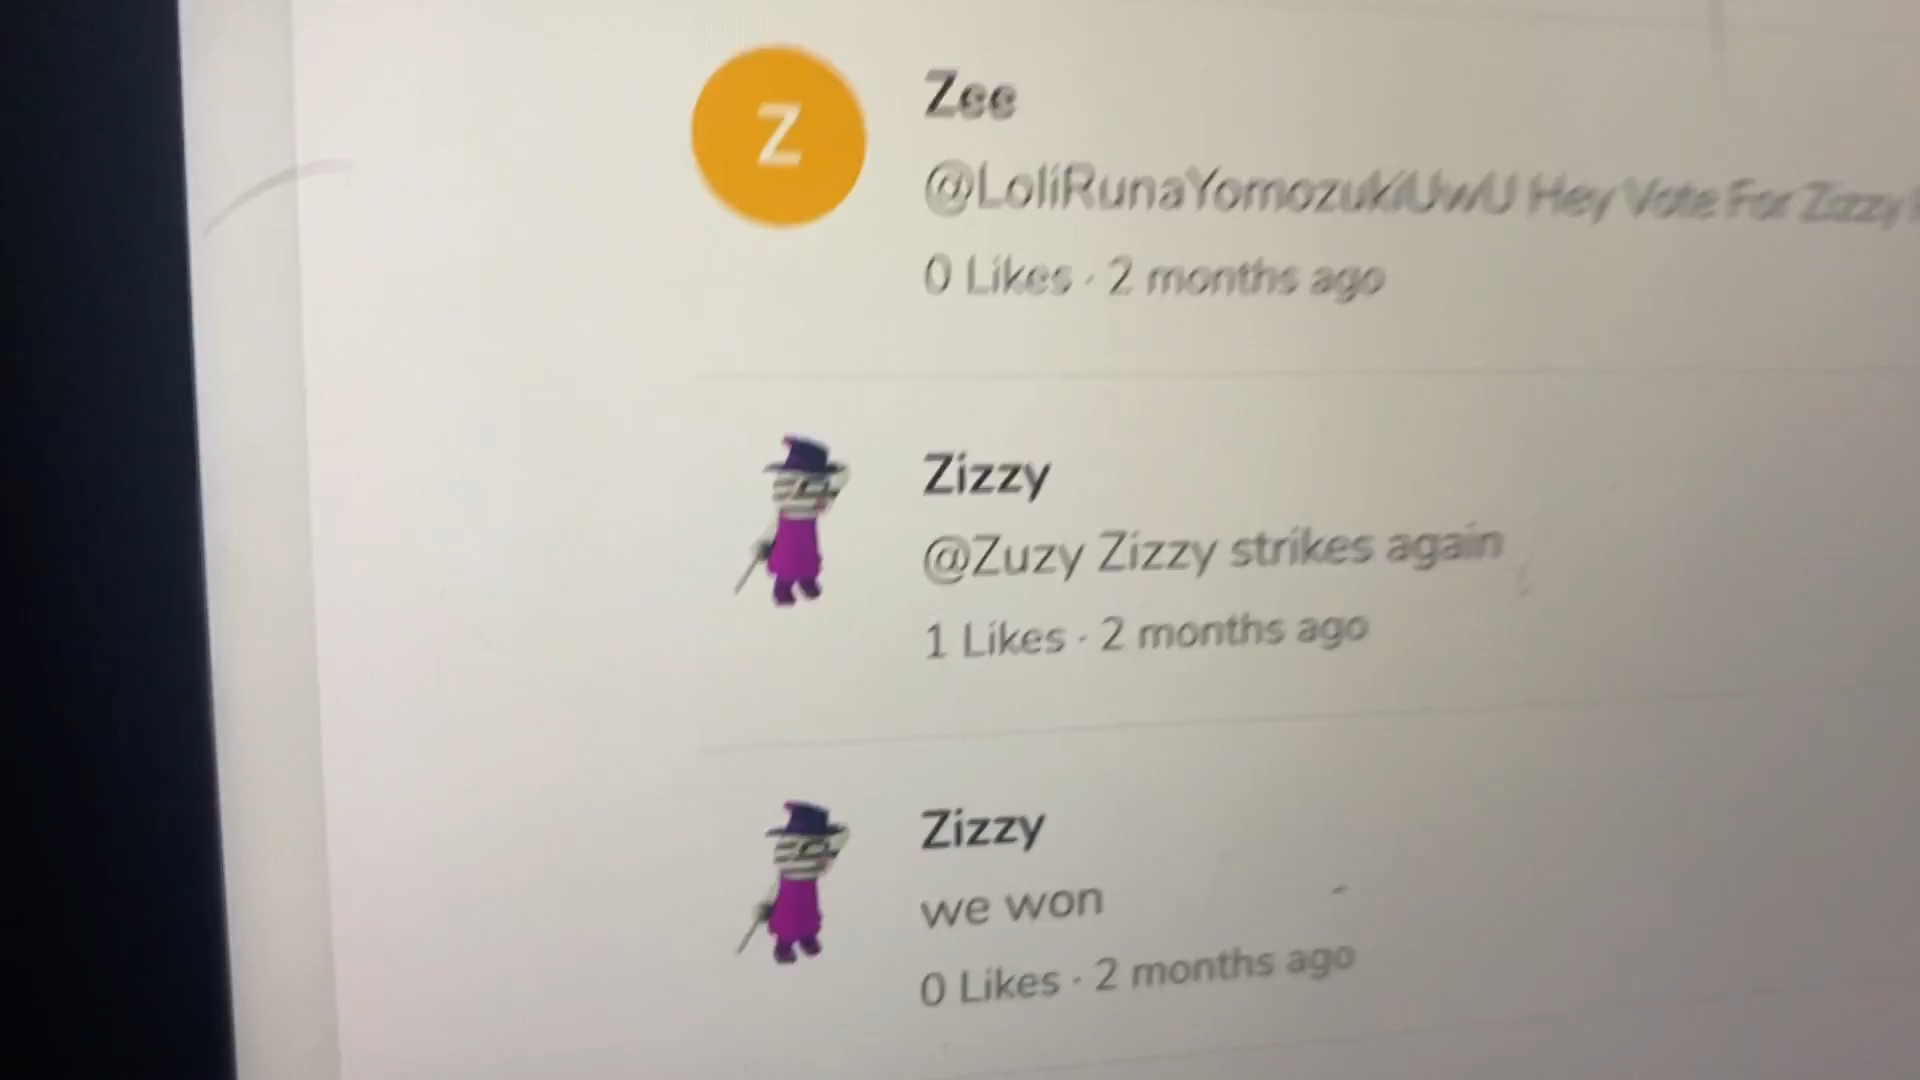 Z
Zee
@LoliRunaYomozukiUwU Hey Vote For Zizzy
0 Likes · 2 months ago
Zizzy
@Zuzy Zizzy strikes again
1 Likes · 2 months ago
Zizzy
we won
0 Likes · 2 months ago